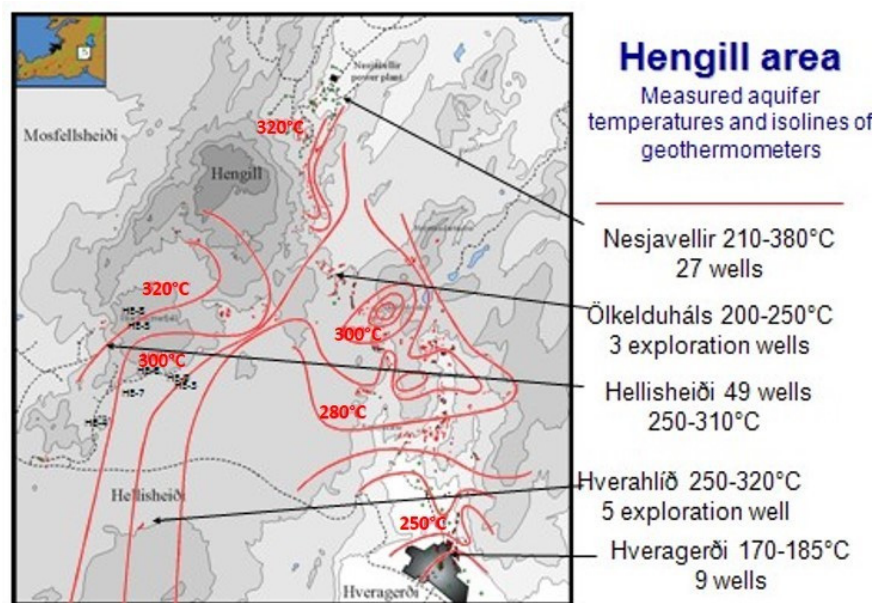 Hengill area
Measured aquifer
temperatures and isolines of
geothermometers
Nesjavellir 210-380°C
27 wells
Ölkelduháls 200-250°C
3 exploration wells
Hellisheiði 49 wells
250-310°C
Hverahlíð 250-320°C
5 exploration well
Hveragerði 170-185°C
9 wells
Nesjavellir
power plant
Mosfellsheiði
320°C
Hengill
320°C
300°C
300°C
HE-7
280°C
Hellisheiði
250°C
Hveragerði